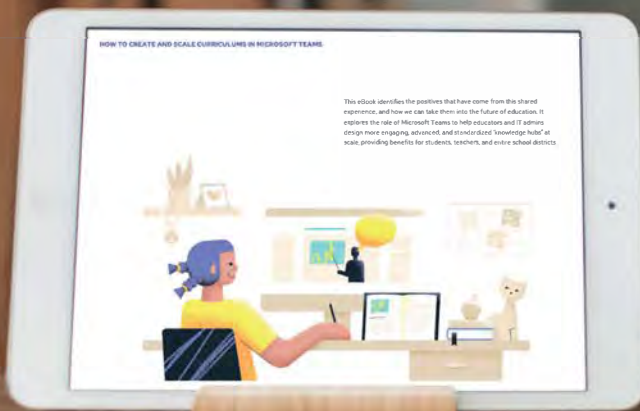 HOW TO CREATE AND SCALE CURRICULUMS IN MICROSOFT TEAMS
This eBook identifies the positives that have come from this shared
experience, and how we can take them into the future of education. It
explores the role of Microsoft Teams to help educators and IT admins
design more engaging, advanced, and standardized "knowledge hubs" at
scale, providing benefits for students, teachers, and entire school districts